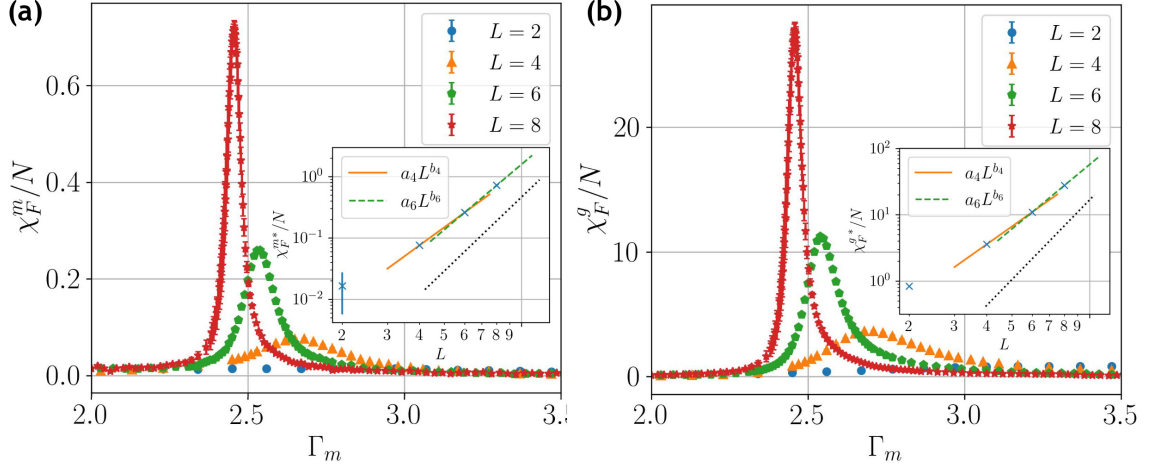 (a)
χ_F^m/N
0.6
0.4
0.2
0.0
2.0 2.5 3.0 3.5
Γ_m
L = 2
L = 4
L = 6
L = 8
a_4L^{b_4}
a_6L^{b_6}
χ_F^{m*}/N
10^0
10^{-1}
10^{-2}
2 3 4 5 6 7 8 9
L
(b)
χ_F^g/N
20
10
0
2.0 2.5 3.0 3.5
Γ_m
L = 2
L = 4
L = 6
L = 8
a_4L^{b_4}
a_6L^{b_6}
χ_F^{g*}/N
10^2
10^1
10^0
2 3 4 5 6 7 8 9
L